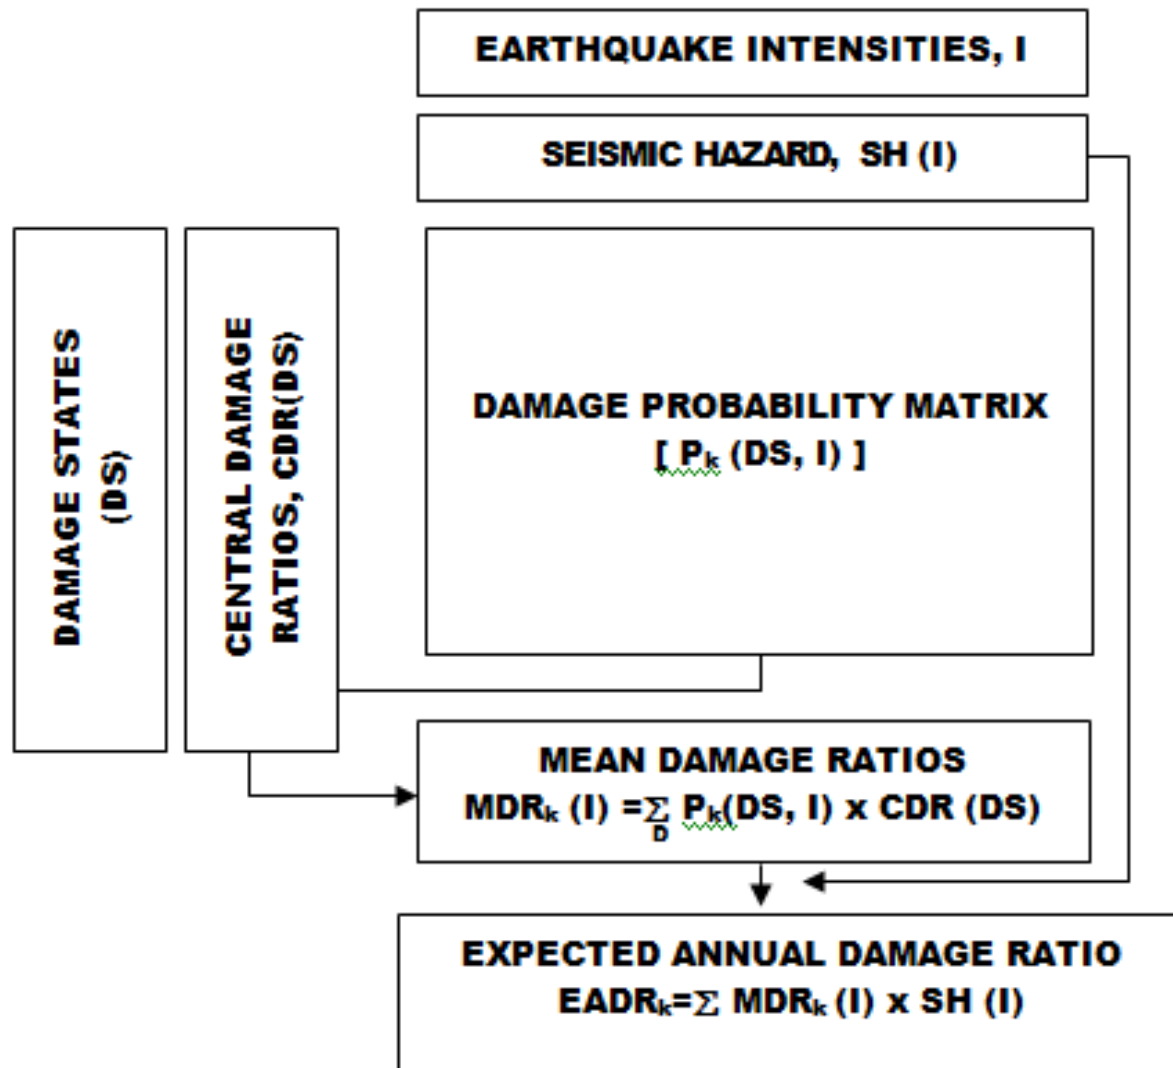 EARTHQUAKE INTENSITIES, I
SEISMIC HAZARD, SH (I)
DAMAGE STATES
(DS)
CENTRAL DAMAGE
RATIOS, CDR(DS)
DAMAGE PROBABILITY MATRIX
[ Pₖ (DS, I) ]
MEAN DAMAGE RATIOS
MDRₖ (I) =∑ Pₖ(DS, I) x CDR (DS)
D
EXPECTED ANNUAL DAMAGE RATIO
EADRₖ=∑ MDRₖ (I) x SH (I)